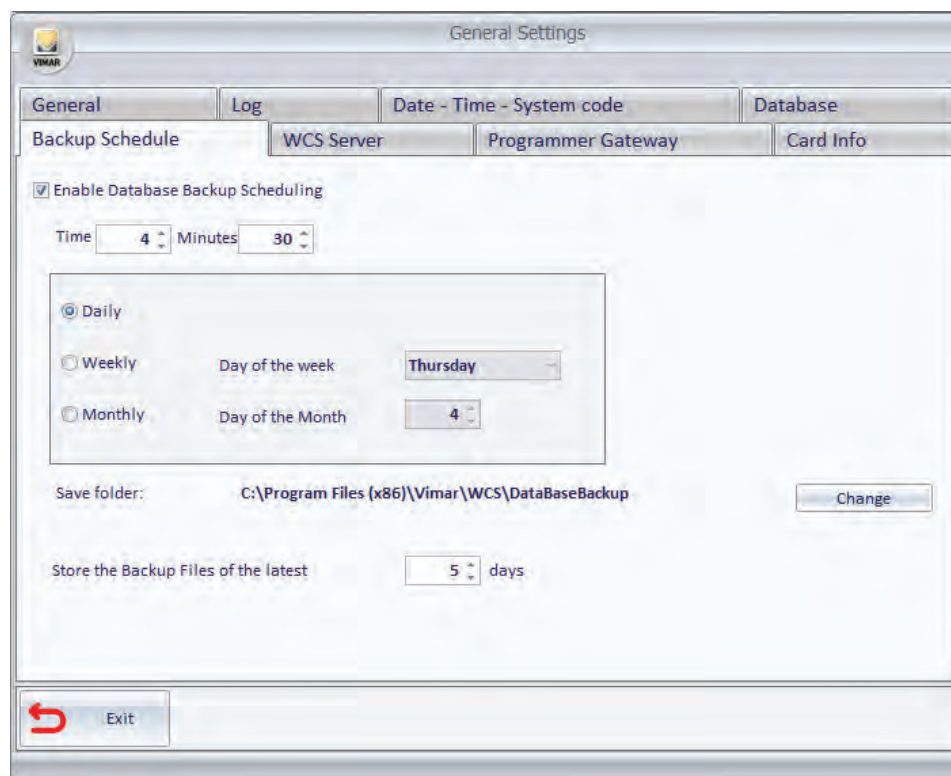 General Settings
VIMAR
General Log Date - Time - System code Database
Backup Schedule WCS Server Programmer Gateway Card Info
Enable Database Backup Scheduling
Time 4 Minutes 30
Daily
Weekly Day of the week Thursday
Monthly Day of the Month 4
Save folder: C:\Program Files (x86)\Vimar\WCS\DataBaseBackup Change
Store the Backup Files of the latest 5 days
Exit